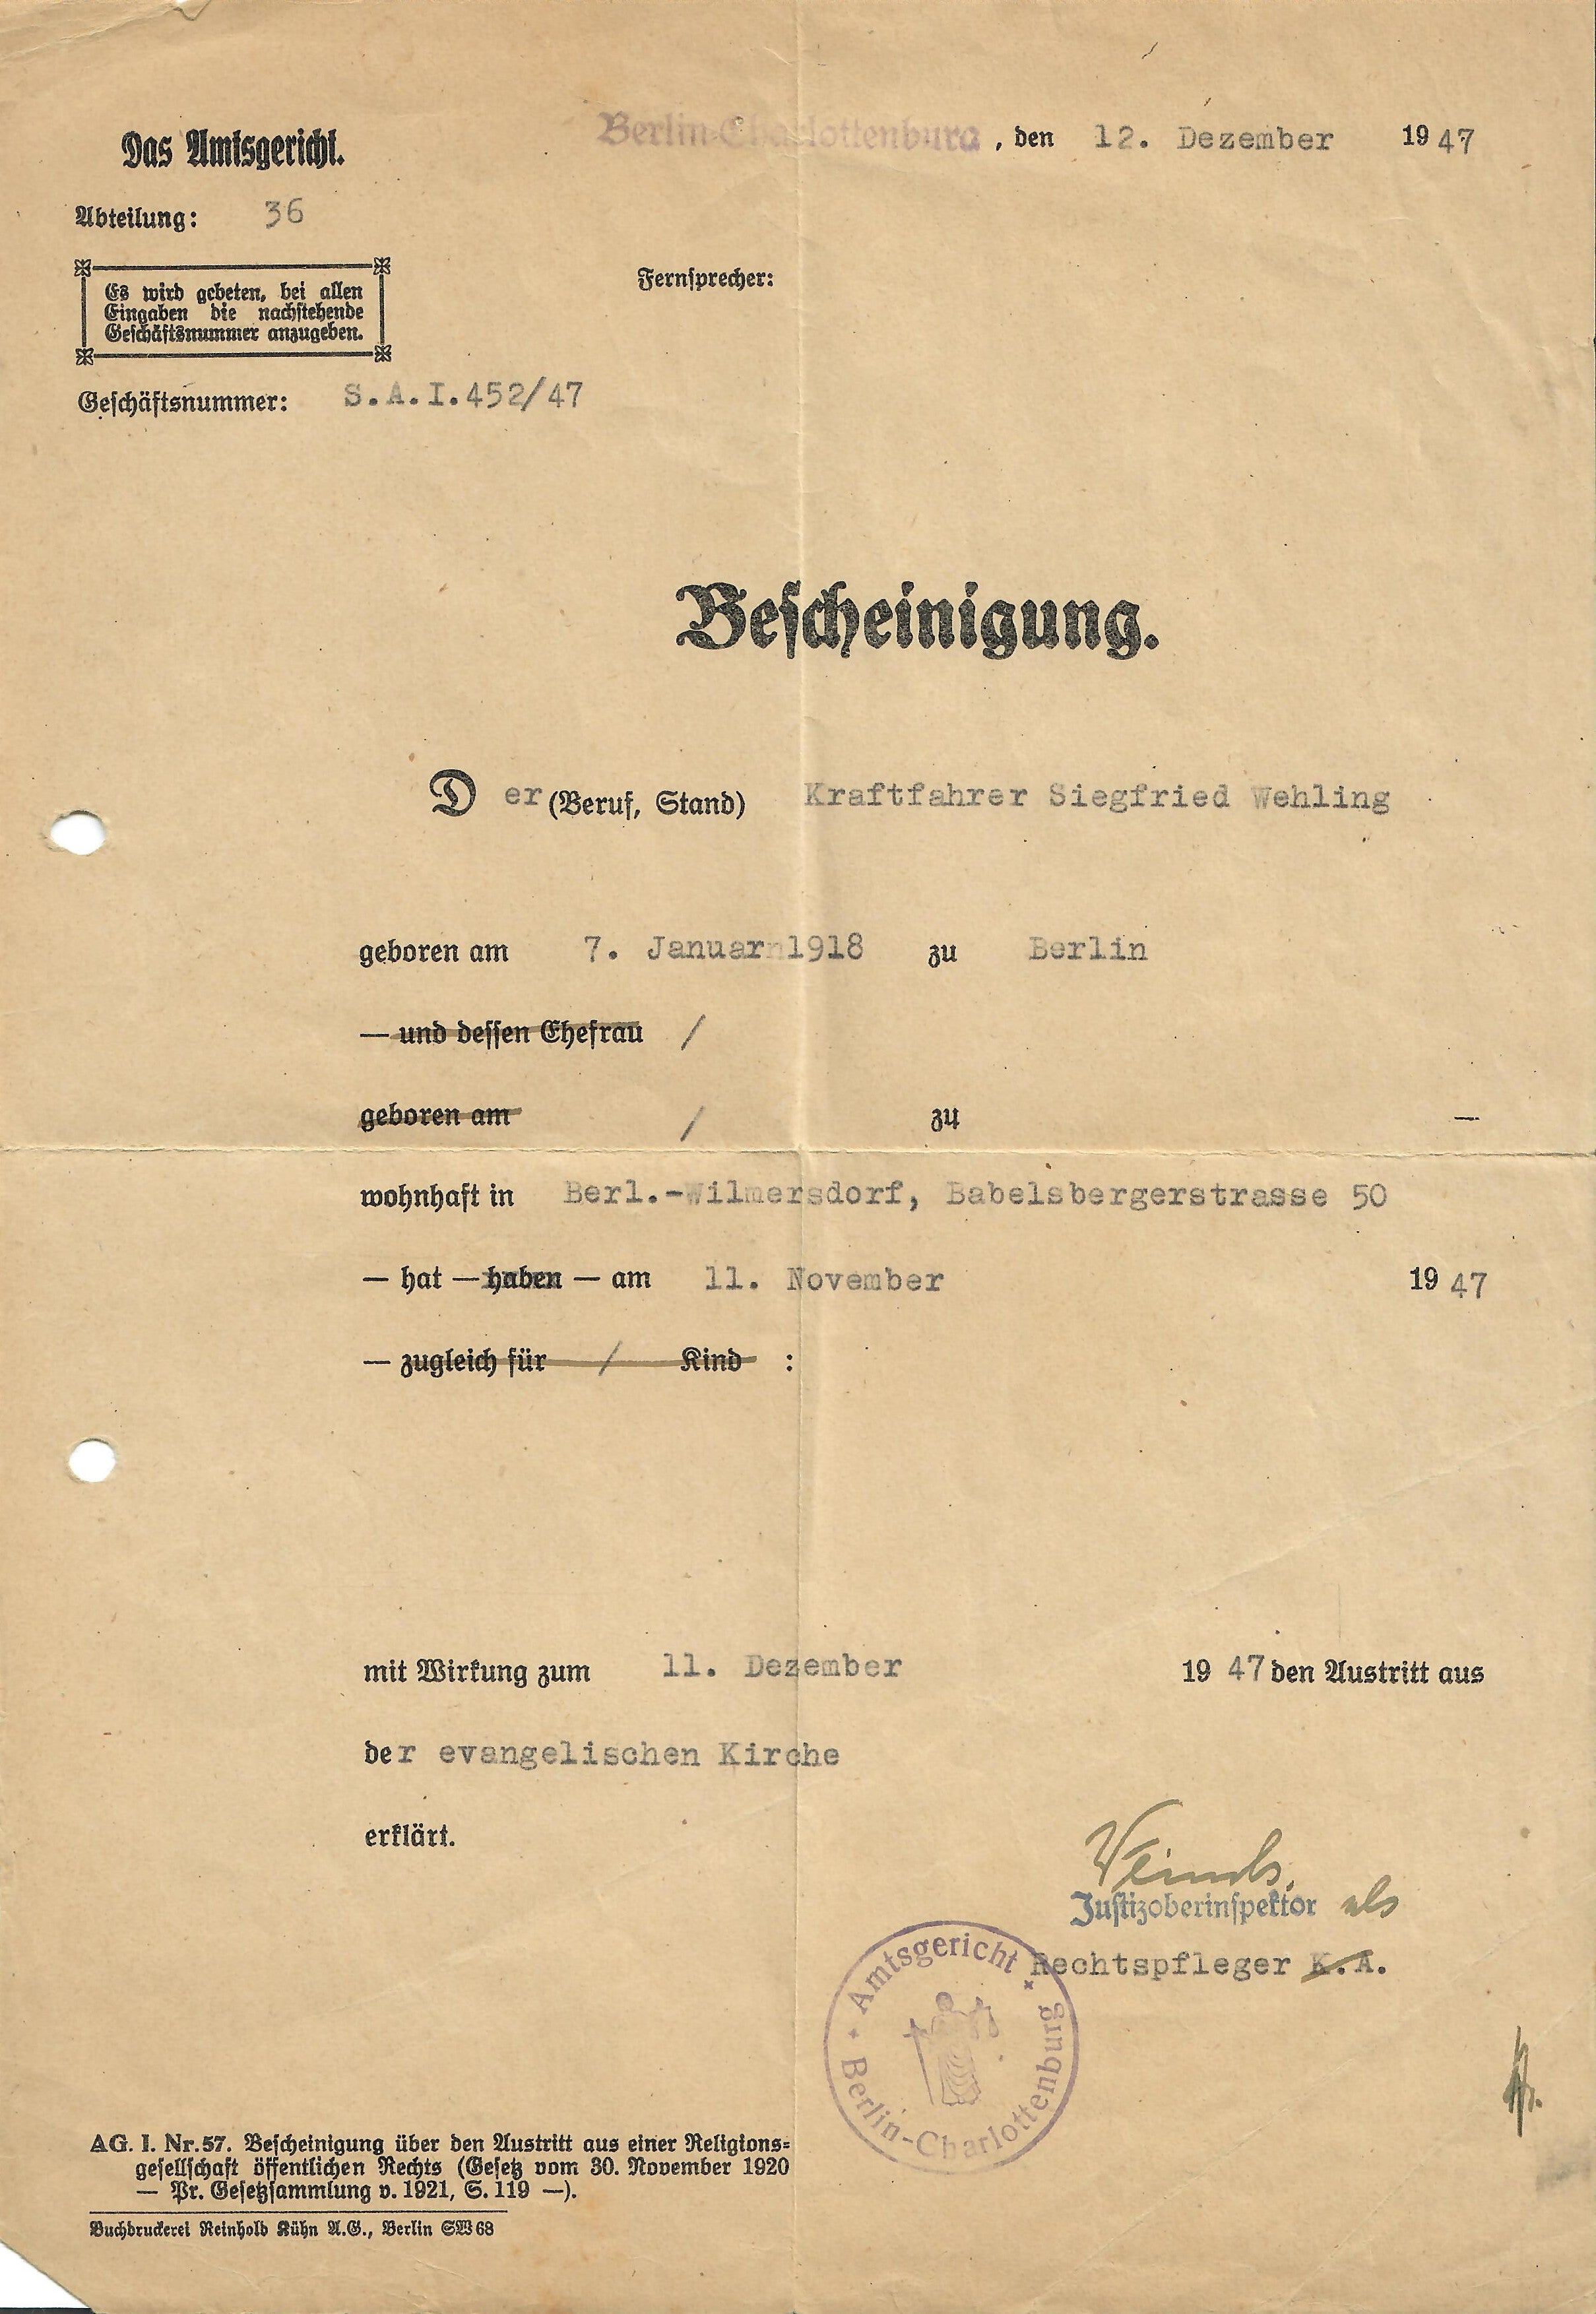 Das Amtsgericht.
Berlin-Charlottenburg, den 12. Dezember 1947
Abteilung: 36
Fernsprecher:
Es wird gebeten, bei allen
Eingaben die nachstehende
Geschäftsnummer anzugeben.
Geschäftsnummer: S.A.I.452/47
Bescheinigung.
Der (Beruf, Stand) Kraftfahrer Siegfried Wehling
geboren am 7. Januar 1918 zu Berlin
— und dessen Ehefrau /
geboren am / zu —
wohnhaft in Berl.-Wilmersdorf, Babelsbergerstrasse 50
— hat — haben — am 11. November 1947
— zugleich für / Kind :
mit Wirkung zum 11. Dezember 1947 den Austritt aus
der evangelischen Kirche
erklärt.
Justizoberinspektor als
Rechtspfleger K.A.
Amtsgericht
Berlin-Charlottenburg
AG. I. Nr. 57. Bescheinigung über den Austritt aus einer Religions-
gesellschaft öffentlichen Rechts (Gesetz vom 30. November 1920
— Pr. Gesetzsammlung v. 1921, S. 119 —).
Buchdruckerei Reinhold Kühn A.G., Berlin SW 68